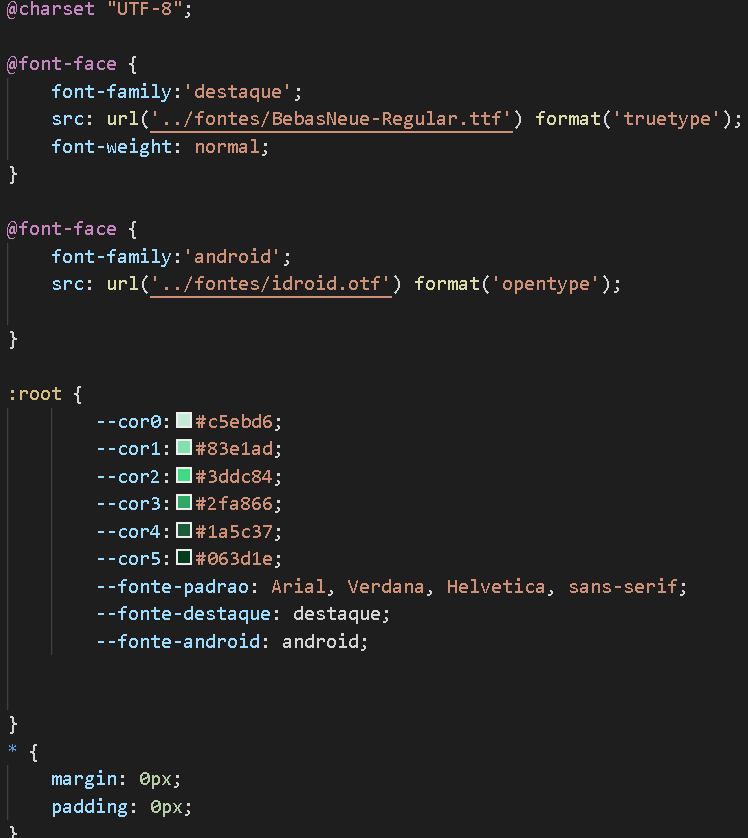 @charset "UTF-8";
@font-face {
font-family:'destaque';
src: url('../fontes/BebasNeue-Regular.ttf') format('truetype');
font-weight: normal;
}
@font-face {
font-family:'android';
src: url('../fontes/idroid.otf') format('opentype');
}
:root {
--cor0: #c5ebd6;
--cor1: #83e1ad;
--cor2: #3ddc84;
--cor3: #2fa866;
--cor4: #1a5c37;
--cor5: #063d1e;
--fonte-padrao: Arial, Verdana, Helvetica, sans-serif;
--fonte-destaque: destaque;
--fonte-android: android;
}
* {
margin: 0px;
padding: 0px;
}